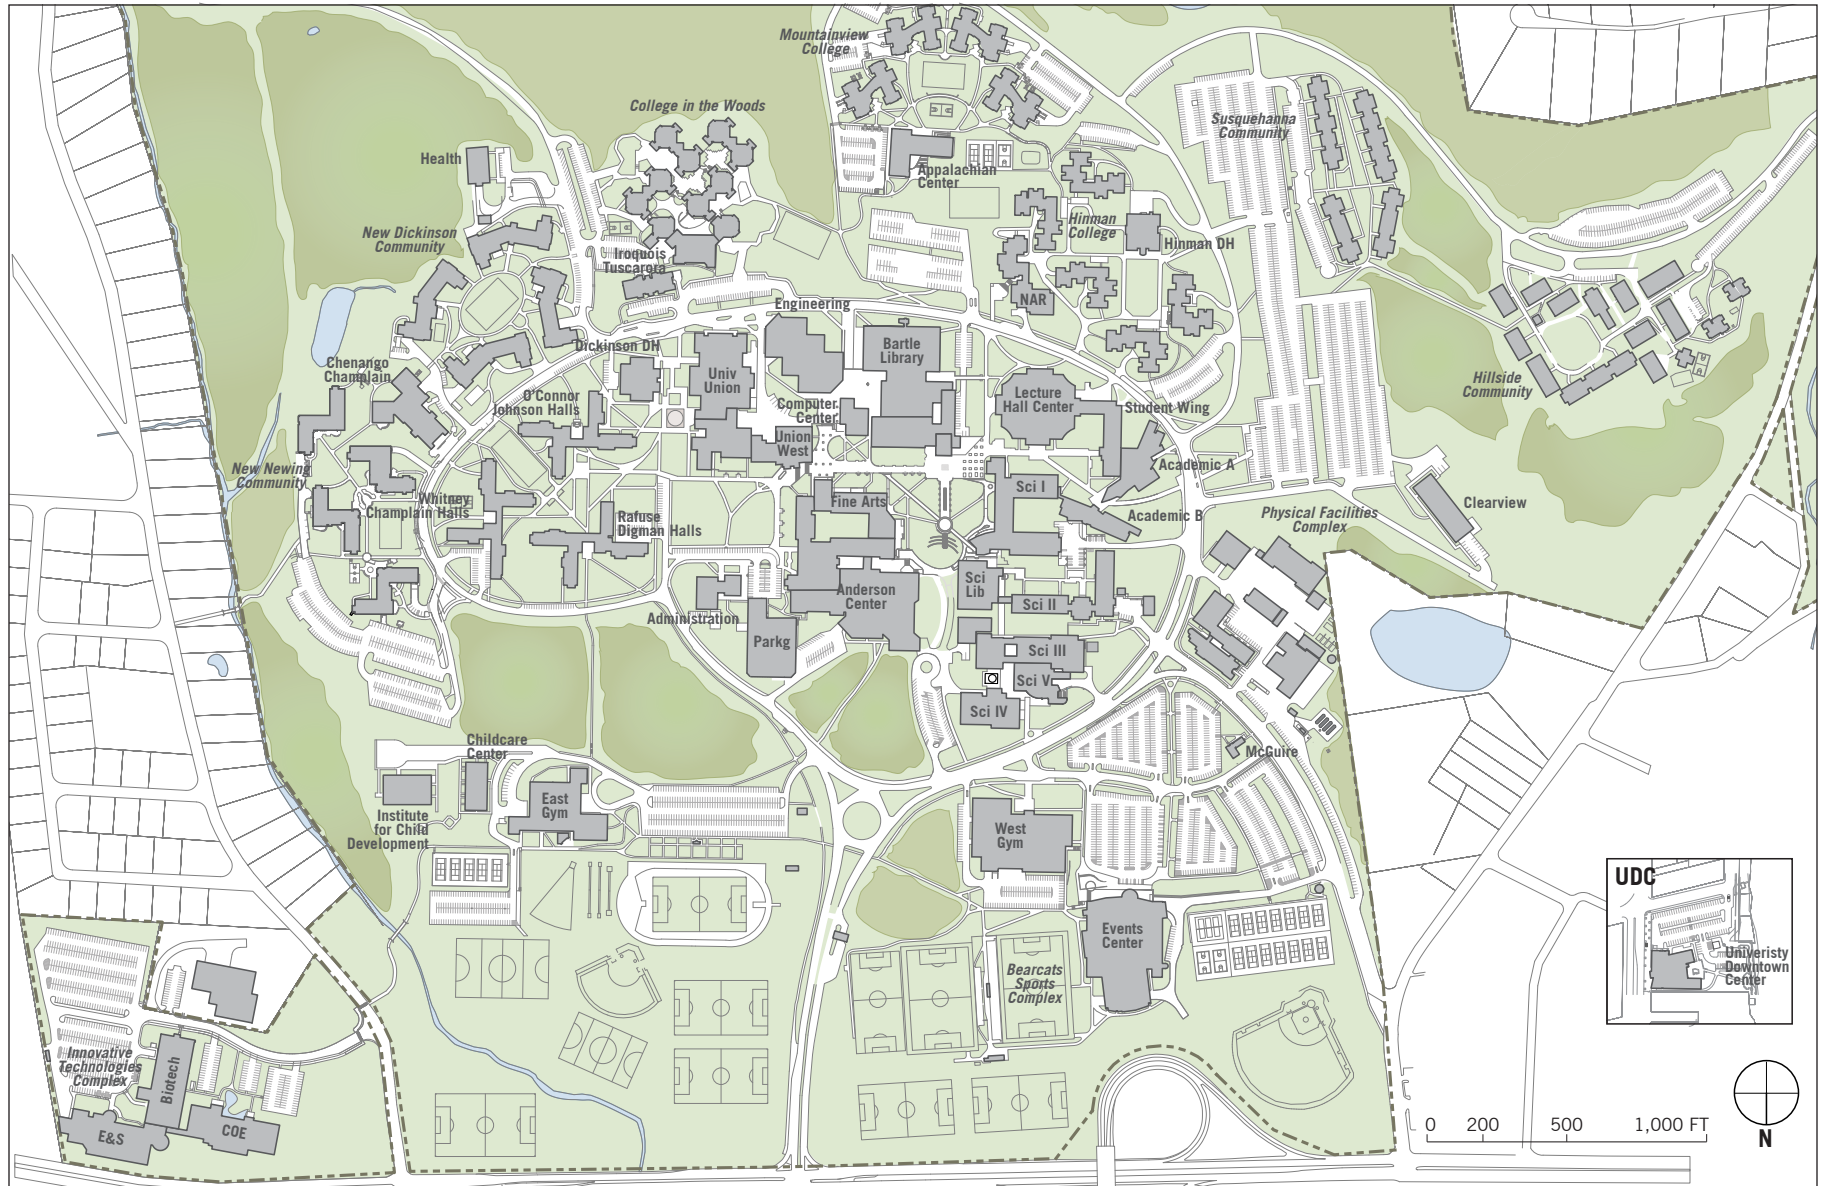 Mountainview
College
College in the Woods
Susquehanna
Community
Health
Appalachian
Center
New Dickinson
Community
Hinman
College
Hinman DH
Iroquois
Tuscarora
NAR
Engineering
Dickinson DH
Bartle
Library
Chenango
Champlain
Univ
Union
Hillside
Community
O'Connor
Johnson Halls
Computer
Center
Lecture
Hall Center
Student Wing
Union
West
New Newing
Community
Academic A
Sci I
Whitney
Champlain Halls
Fine Arts
Clearview
Rafuse
Digman Halls
Academic B
Physical Facilities
Complex
Sci
Lib
Anderson
Center
Sci II
Administration
Parkg
Sci III
Sci V
Sci IV
Childcare
Center
McGuire
East
Gym
Institute
for Child
Development
West
Gym
UDC
Events
Center
Univeristy
Downtown
Center
Bearcats
Sports
Complex
Innovative
Technologies
Complex
Biotech
E&S
COE
0 200 500 1,000 FT
N